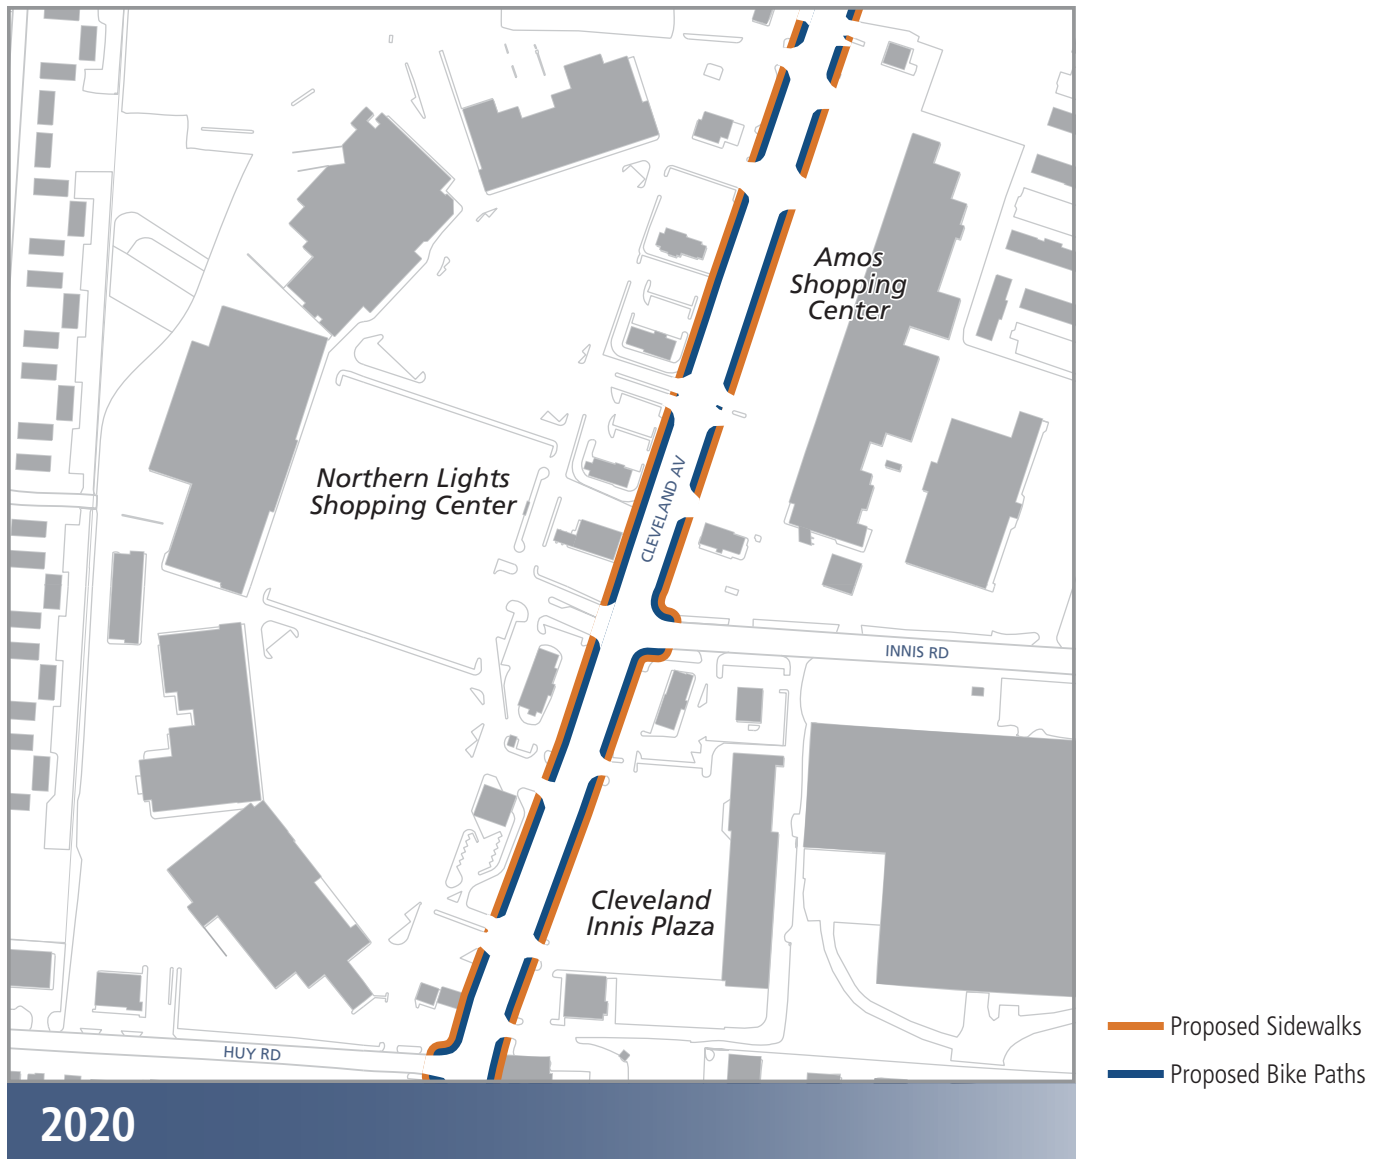 Amos
Shopping
Center
Northern Lights
Shopping Center
CLEVELAND AV
INNIS RD
Cleveland
Innis Plaza
HUY RD
Proposed Sidewalks
Proposed Bike Paths
2020